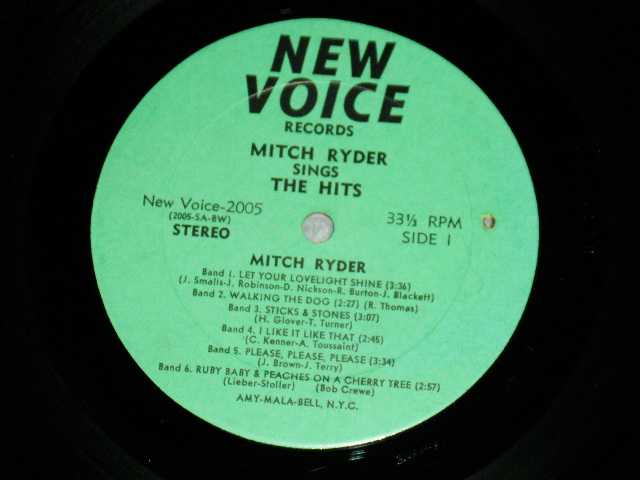 NEW
VOICE
RECORDS
MITCH RYDER
SINGS
THE HITS
New Voice-2005
(2005-SA-BW)
STEREO
33⅓ RPM
SIDE 1
MITCH RYDER
Band 1. LET YOUR LOVELIGHT SHINE (3:36)
(J. Smalls-J. Robinson-D. Nickson-R. Burton-J. Blackett)
Band 2. WALKING THE DOG (2:27) (R. Thomas)
Band 3. STICKS & STONES (3:07)
(H. Glover-T. Turner)
Band 4. I LIKE IT LIKE THAT (2:45)
(C. Kenner-A. Toussaint)
Band 5. PLEASE, PLEASE, PLEASE (3:34)
(J. Brown-J. Terry)
Band 6. RUBY BABY & PEACHES ON A CHERRY TREE (2:57)
(Lieber-Stoller) (Bob Crewe)
AMY-MALA-BELL, N.Y.C.